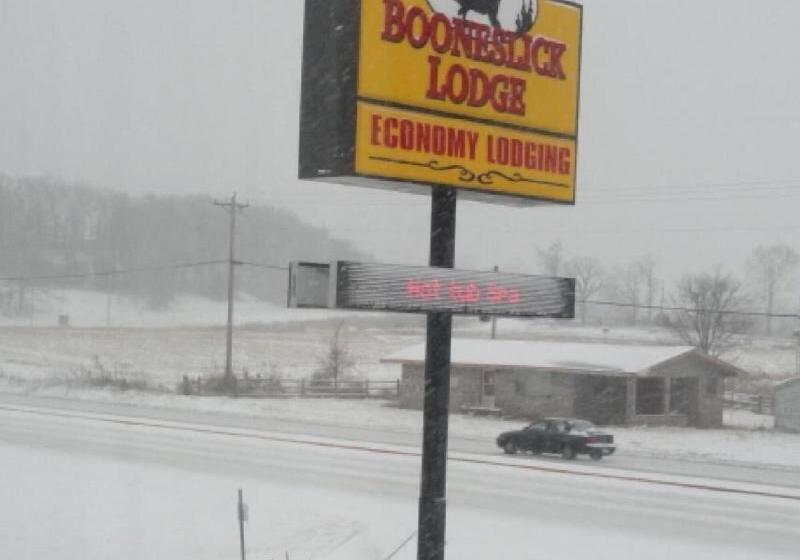 BOONESLICK
LODGE
ECONOMY LODGING
Hot Tub Spa